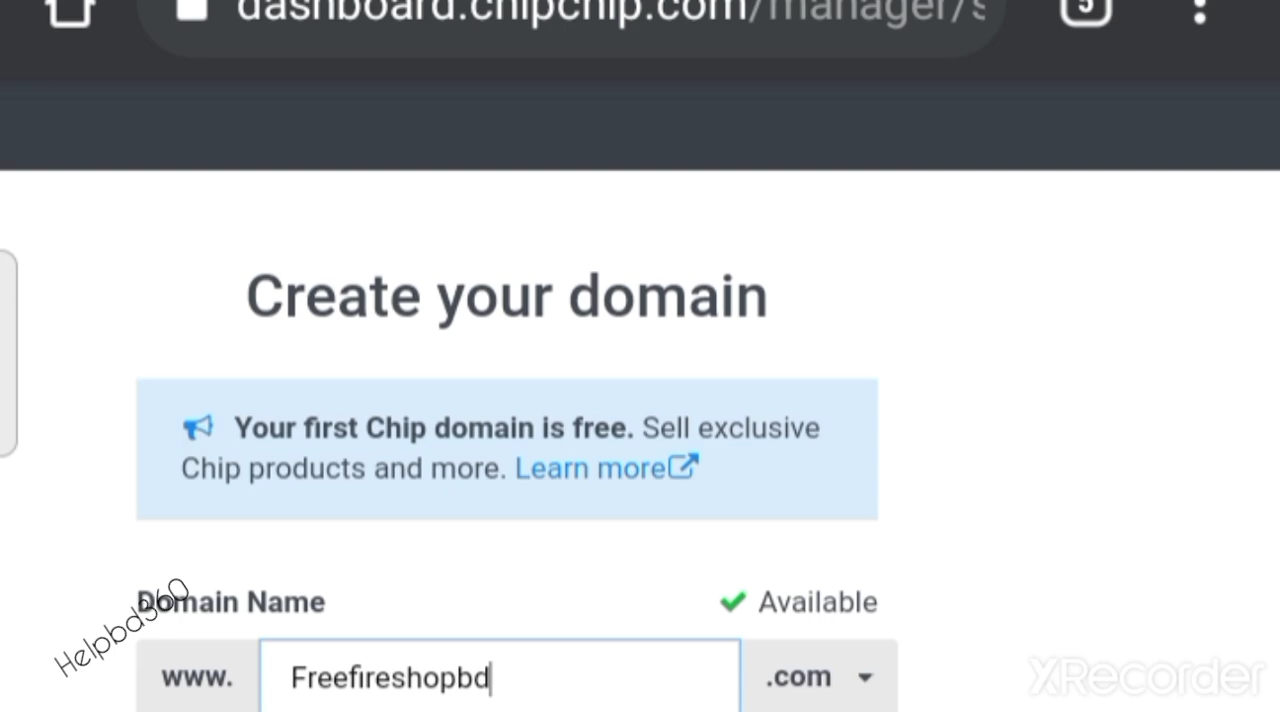 dashboard.chipchip.com/manager/s
5
Create your domain
Your first Chip domain is free. Sell exclusive
Chip products and more. Learn more
Domain Name
Available
Helpbd360
www.
Freefireshopbd
.com
XRecorder